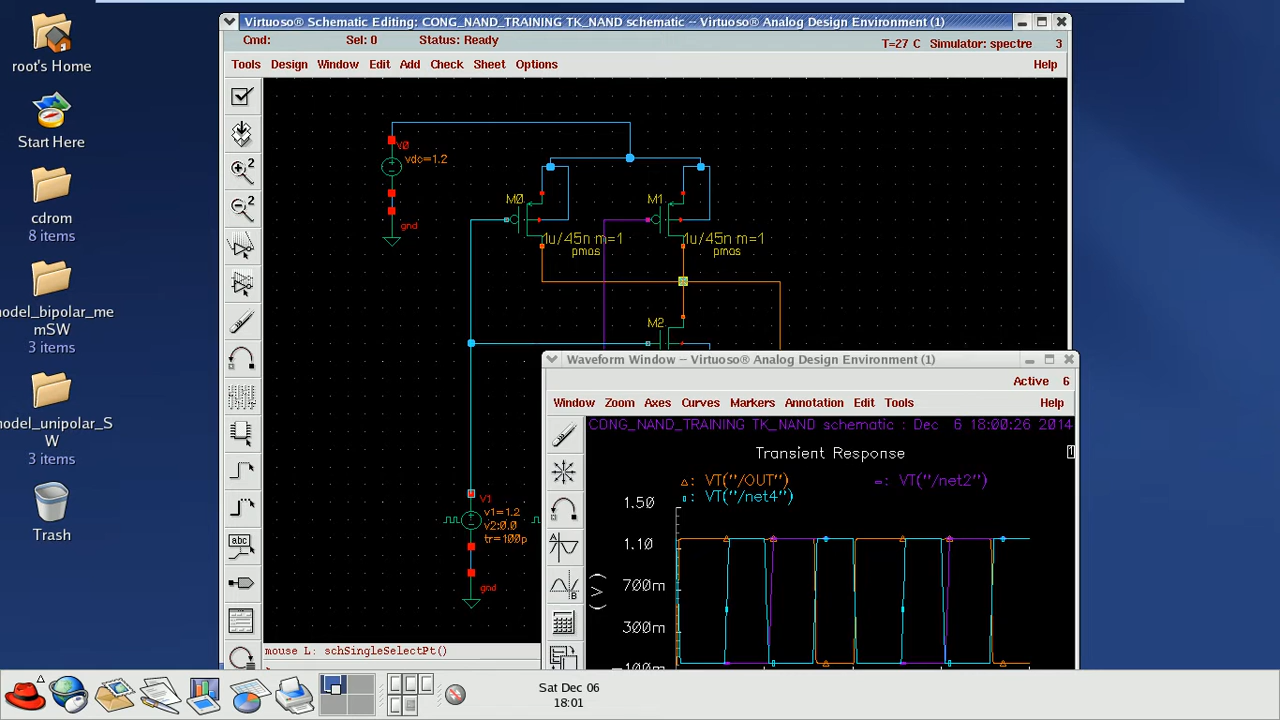 Virtuoso® Schematic Editing: CONG_NAND_TRAINING TK_NAND schematic -- Virtuoso® Analog Design Environment (1)
Cmd: Sel: 0 Status: Ready T=27 C Simulator: spectre 3
Tools Design Window Edit Add Check Sheet Options Help
root's Home
Start Here
cdrom
8 items
model_bipolar_me
mSW
3 items
model_unipolar_S
W
3 items
Trash
2
2
abc
V0
vdc=1.2
gnd
M0
1u/45n m=1
pmos
M1
1u/45n m=1
pmos
M2
V1
v1=1.2
v2:0.0
tr=100p
gnd
mouse L: schSingleSelectPt()
Waveform Window -- Virtuoso® Analog Design Environment (1)
Active 6
Window Zoom Axes Curves Markers Annotation Edit Tools Help
CONG_NAND_TRAINING TK_NAND schematic : Dec 6 18:00:26 2014
Transient Response
1
VT("/OUT")
VT("/net2")
VT("/net4")
1.50
1.10
700m
300m
-100m
(V)
A
B
Sat Dec 06
18:01